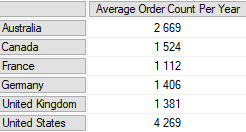 Average Order Count Per Year
Australia 2 669
Canada 1 524
France 1 112
Germany 1 406
United Kingdom 1 381
United States 4 269